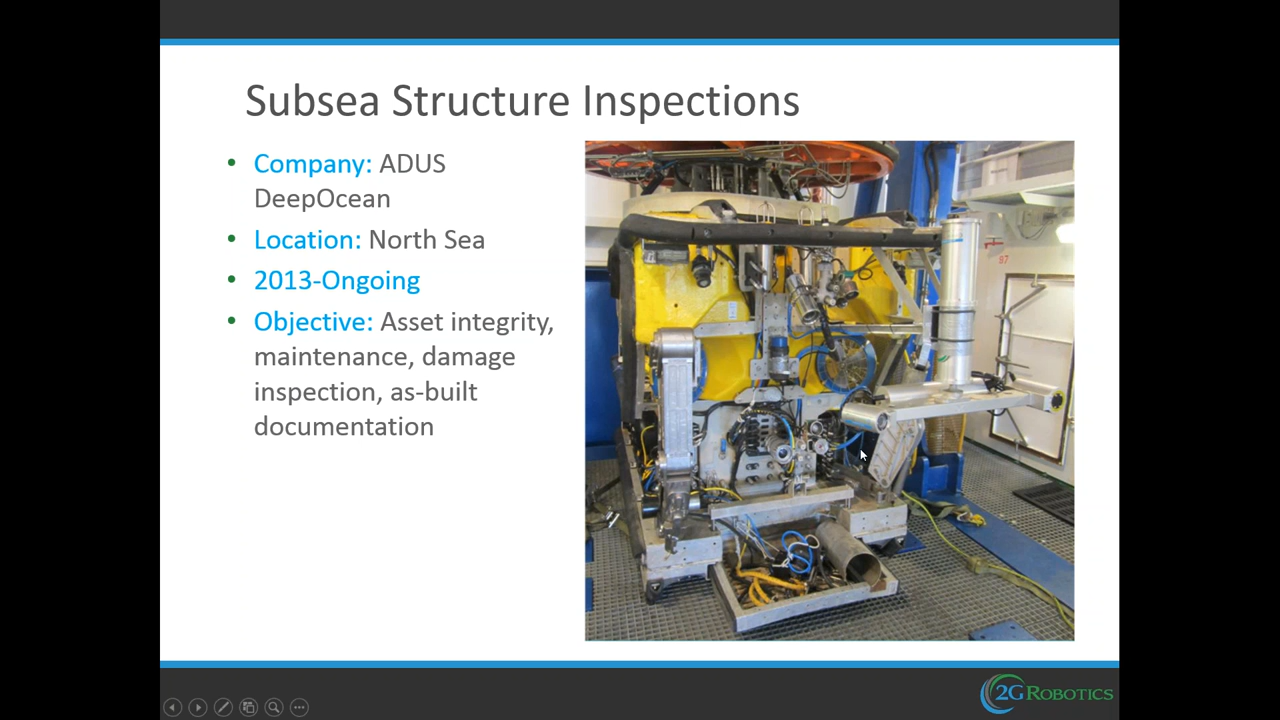 Subsea Structure Inspections
• Company: ADUS
DeepOcean
• Location: North Sea
• 2013-Ongoing
• Objective: Asset integrity,
maintenance, damage
inspection, as-built
documentation
97
2G ROBOTICS